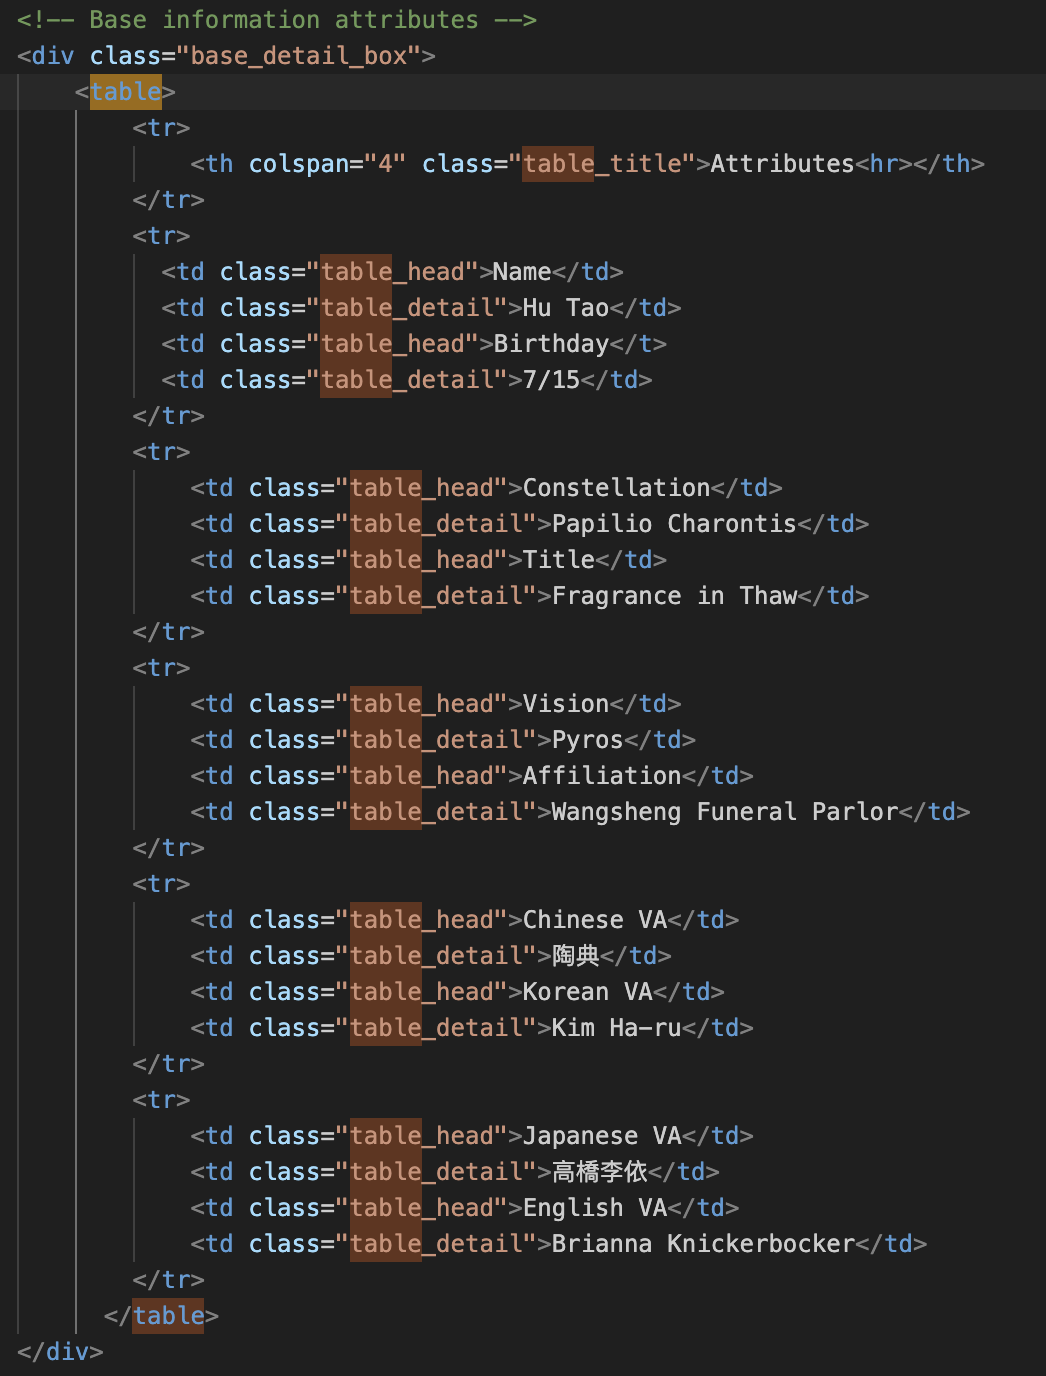 <!-- Base information attributes -->
<div class="base_detail_box">
<table>
<tr>
<th colspan="4" class="table_title">Attributes<hr></th>
</tr>
<tr>
<td class="table_head">Name</td>
<td class="table_detail">Hu Tao</td>
<td class="table_head">Birthday</t>
<td class="table_detail">7/15</td>
</tr>
<tr>
<td class="table_head">Constellation</td>
<td class="table_detail">Papilio Charontis</td>
<td class="table_head">Title</td>
<td class="table_detail">Fragrance in Thaw</td>
</tr>
<tr>
<td class="table_head">Vision</td>
<td class="table_detail">Pyros</td>
<td class="table_head">Affiliation</td>
<td class="table_detail">Wangsheng Funeral Parlor</td>
</tr>
<tr>
<td class="table_head">Chinese VA</td>
<td class="table_detail">陶典</td>
<td class="table_head">Korean VA</td>
<td class="table_detail">Kim Ha-ru</td>
</tr>
<tr>
<td class="table_head">Japanese VA</td>
<td class="table_detail">高橋李依</td>
<td class="table_head">English VA</td>
<td class="table_detail">Brianna Knickerbocker</td>
</tr>
</table>
</div>